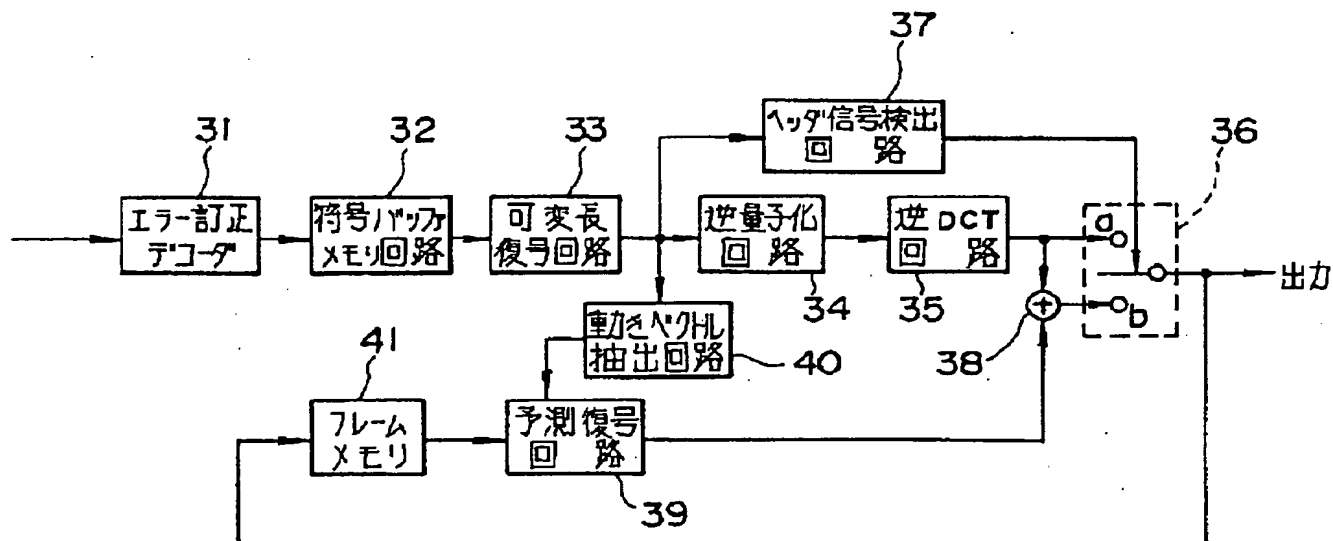 37
ヘッダ信号検出
回路
31
32
33
36
エラー訂正
デコーダ
符号バッファ
メモリ回路
可変長
復号回路
逆量子化
回路
34
逆DCT
回路
35
a
b
出力
38
動きベクトル
抽出回路
40
41
フレーム
メモリ
予測復号
回路
39